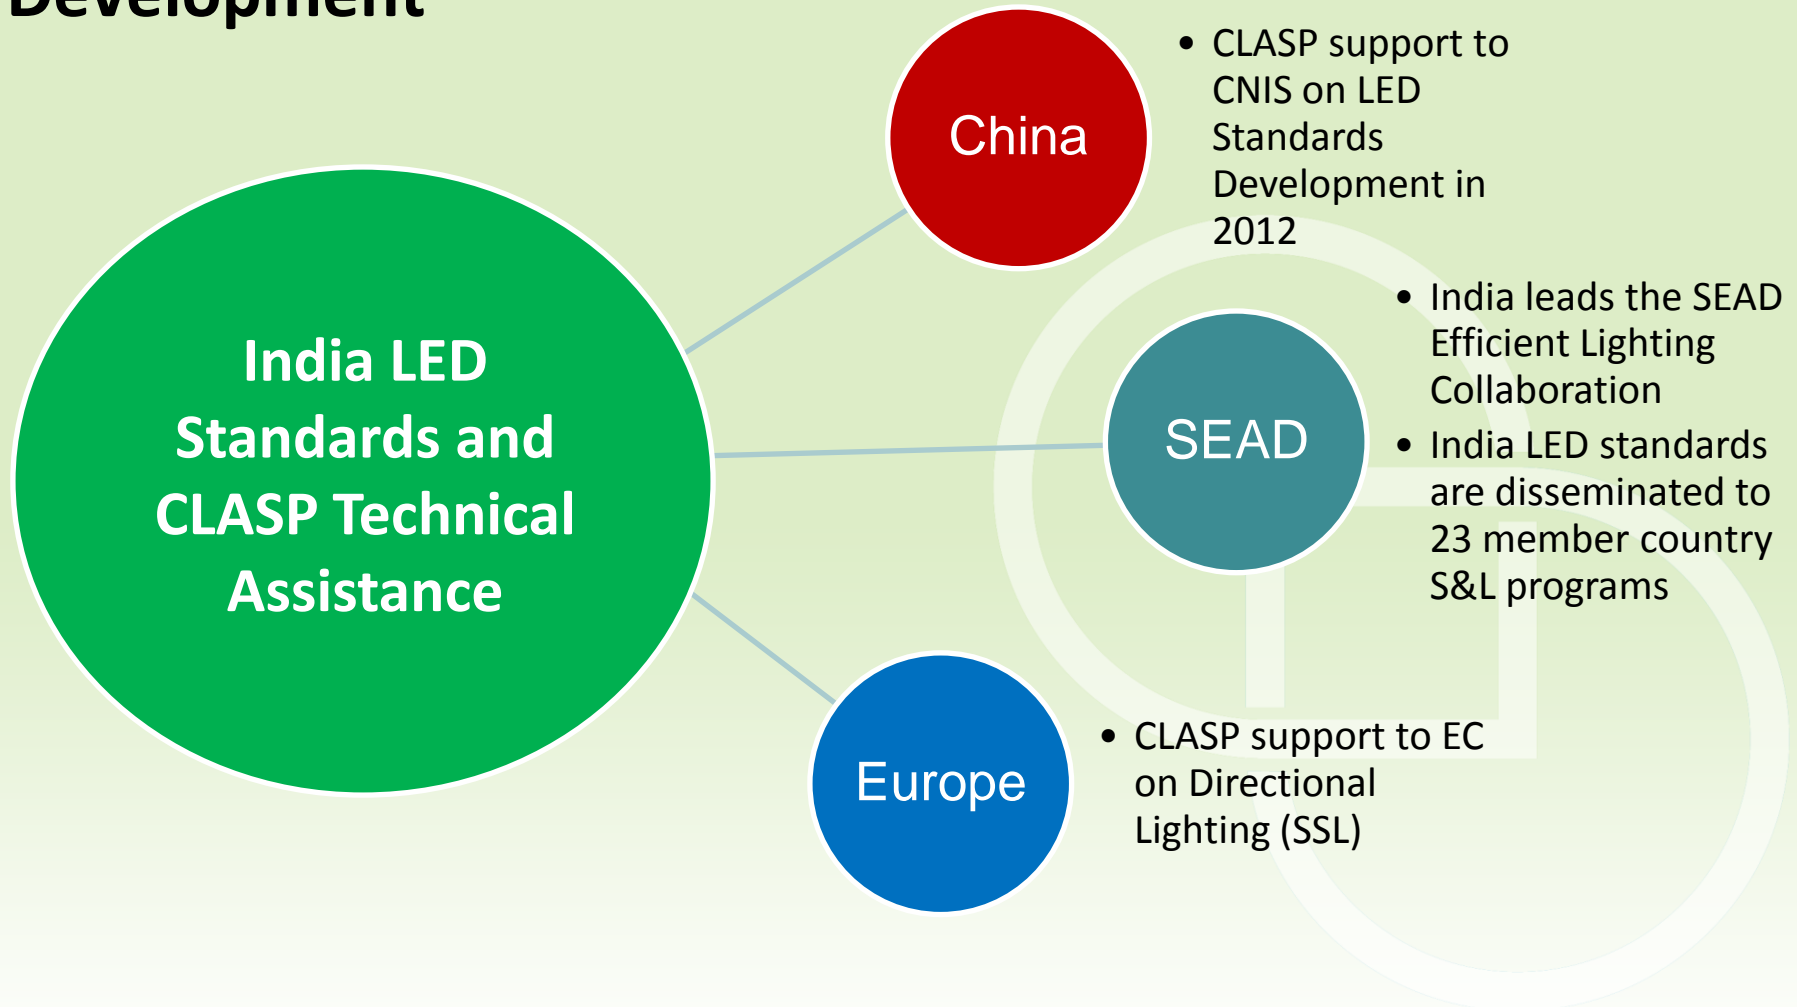 Development
India LED
Standards and
CLASP Technical
Assistance
China
• CLASP support to
CNIS on LED
Standards
Development in
2012
SEAD
• India leads the SEAD
Efficient Lighting
Collaboration
• India LED standards
are disseminated to
23 member country
S&L programs
Europe
• CLASP support to EC
on Directional
Lighting (SSL)